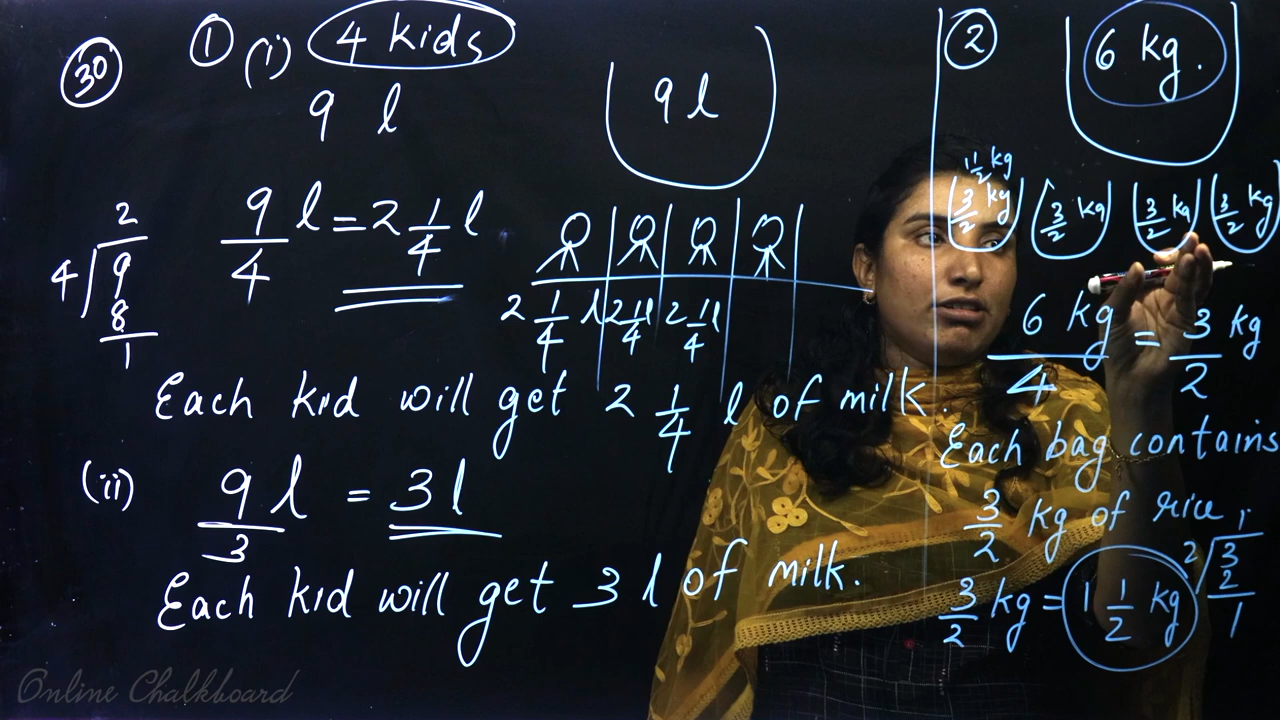 30
① (i) 4 kids
9 l
9 l
4 ) 9 ( 2
8
1
9/4 l = 2 1/4 l
2 1/4 l 2 1/4 l 2 1/4 l
Each kid will get 2 1/4 l of milk.
(ii) 9/3 l = 3 l
Each kid will get 3 l of milk.
② 6 kg.
1 1/2 kg
3/2 kg 3/2 kg 3/2 kg 3/2 kg
6 kg/4 = 3/2 kg
Each bag contains
3/2 kg of rice,
3/2 kg = 1 1/2 kg
2 ) 3 ( 1
2
1
Online Chalkboard